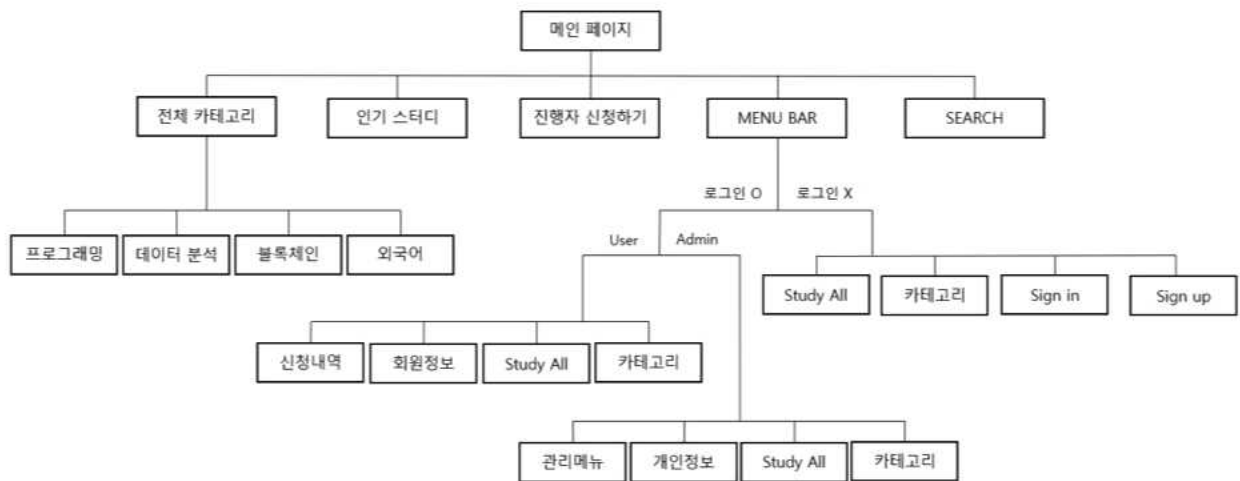 메인 페이지
전체 카테고리 인기 스터디 진행자 신청하기 MENU BAR SEARCH
로그인 O 로그인 X
프로그래밍 데이터 분석 블록체인 외국어
User Admin
Study All 카테고리 Sign in Sign up
신청내역 회원정보 Study All 카테고리
관리메뉴 개인정보 Study All 카테고리